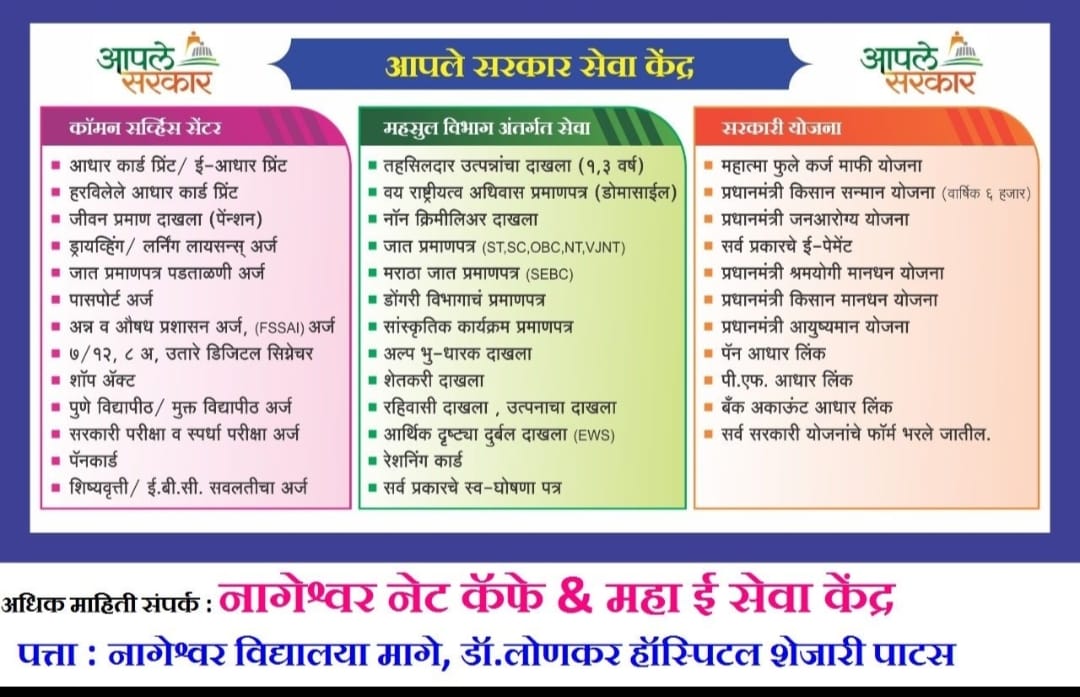 आपले
सरकार
आपले सरकार सेवा केंद्र
आपले
सरकार
कॉमन सर्व्हिस सेंटर
आधार कार्ड प्रिंट/ ई-आधार प्रिंट
हरविलेले आधार कार्ड प्रिंट
जीवन प्रमाण दाखला (पेंन्शन)
ड्रायव्हिंग/ लर्निंग लायसन्स् अर्ज
जात प्रमाणपत्र पडताळणी अर्ज
पासपोर्ट अर्ज
अन्न व औषध प्रशासन अर्ज, (FSSAI) अर्ज
७/१२, ८ अ, उतारे डिजिटल सिग्नेचर
शॉप ॲक्ट
पुणे विद्यापीठ/ मुक्त विद्यापीठ अर्ज
सरकारी परीक्षा व स्पर्धा परीक्षा अर्ज
पॅनकार्ड
शिष्यवृत्ती/ ई.बी.सी. सवलतीचा अर्ज
महसुल विभाग अंतर्गत सेवा
तहसिलदार उत्पत्रांचा दाखला (१,३ वर्ष)
वय राष्ट्रीयत्व अधिवास प्रमाणपत्र (डोमासाईल)
नॉन क्रिमीलिअर दाखला
जात प्रमाणपत्र (ST,SC,OBC,NT,VJNT)
मराठा जात प्रमाणपत्र (SEBC)
डोंगरी विभागाचं प्रमाणपत्र
सांस्कृतिक कार्यक्रम प्रमाणपत्र
अल्प भु-धारक दाखला
शेतकरी दाखला
रहिवासी दाखला , उत्पनाचा दाखला
आर्थिक दृष्ट्या दुर्बल दाखला (EWS)
रेशनिंग कार्ड
सर्व प्रकारचे स्व-घोषणा पत्र
सरकारी योजना
महात्मा फुले कर्ज माफी योजना
प्रधानमंत्री किसान सन्मान योजना (वार्षिक ६ हजार)
प्रधानमंत्री जनआरोग्य योजना
सर्व प्रकारचे ई-पेमेंट
प्रधानमंत्री श्रमयोगी मानधन योजना
प्रधानमंत्री किसान मानधन योजना
प्रधानमंत्री आयुष्यमान योजना
पॅन आधार लिंक
पी.एफ. आधार लिंक
बँक अकाऊंट आधार लिंक
सर्व सरकारी योजनांचे फॉर्म भरले जातील.
अधिक माहिती संपर्क : नागेश्वर नेट कॅफे & महा ई सेवा केंद्र
पत्ता : नागेश्वर विद्यालया मागे, डॉ.लोणकर हॉस्पिटल शेजारी पाटस